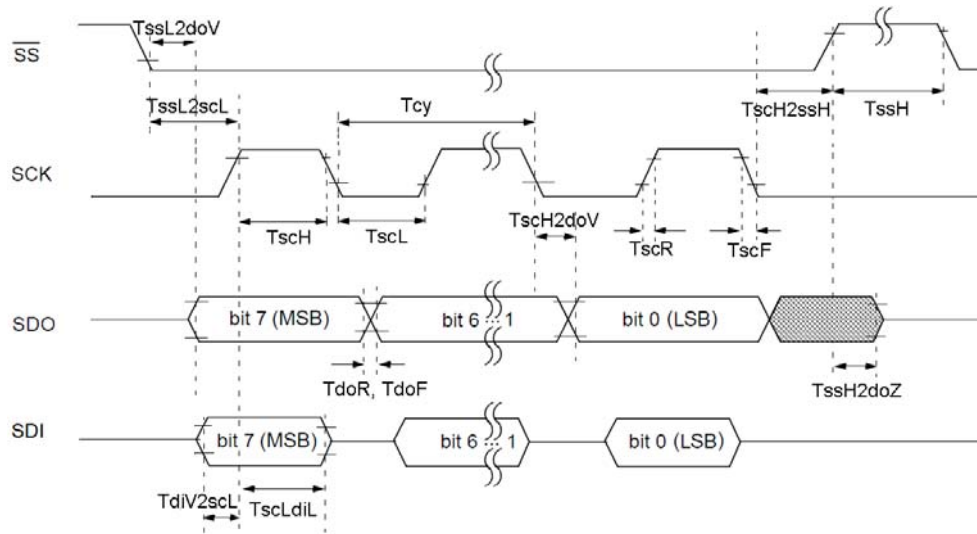 TssL2doV
SS
TssL2scL
Tcy
TscH2ssH
TssH
SCK
TscH
TscL
TscH2doV
TscR
TscF
SDO
bit 7 (MSB)
bit 6 ... 1
bit 0 (LSB)
TdoR, TdoF
TssH2doZ
SDI
bit 7 (MSB)
bit 6 ... 1
bit 0 (LSB)
TdiV2scL
TscLdiL